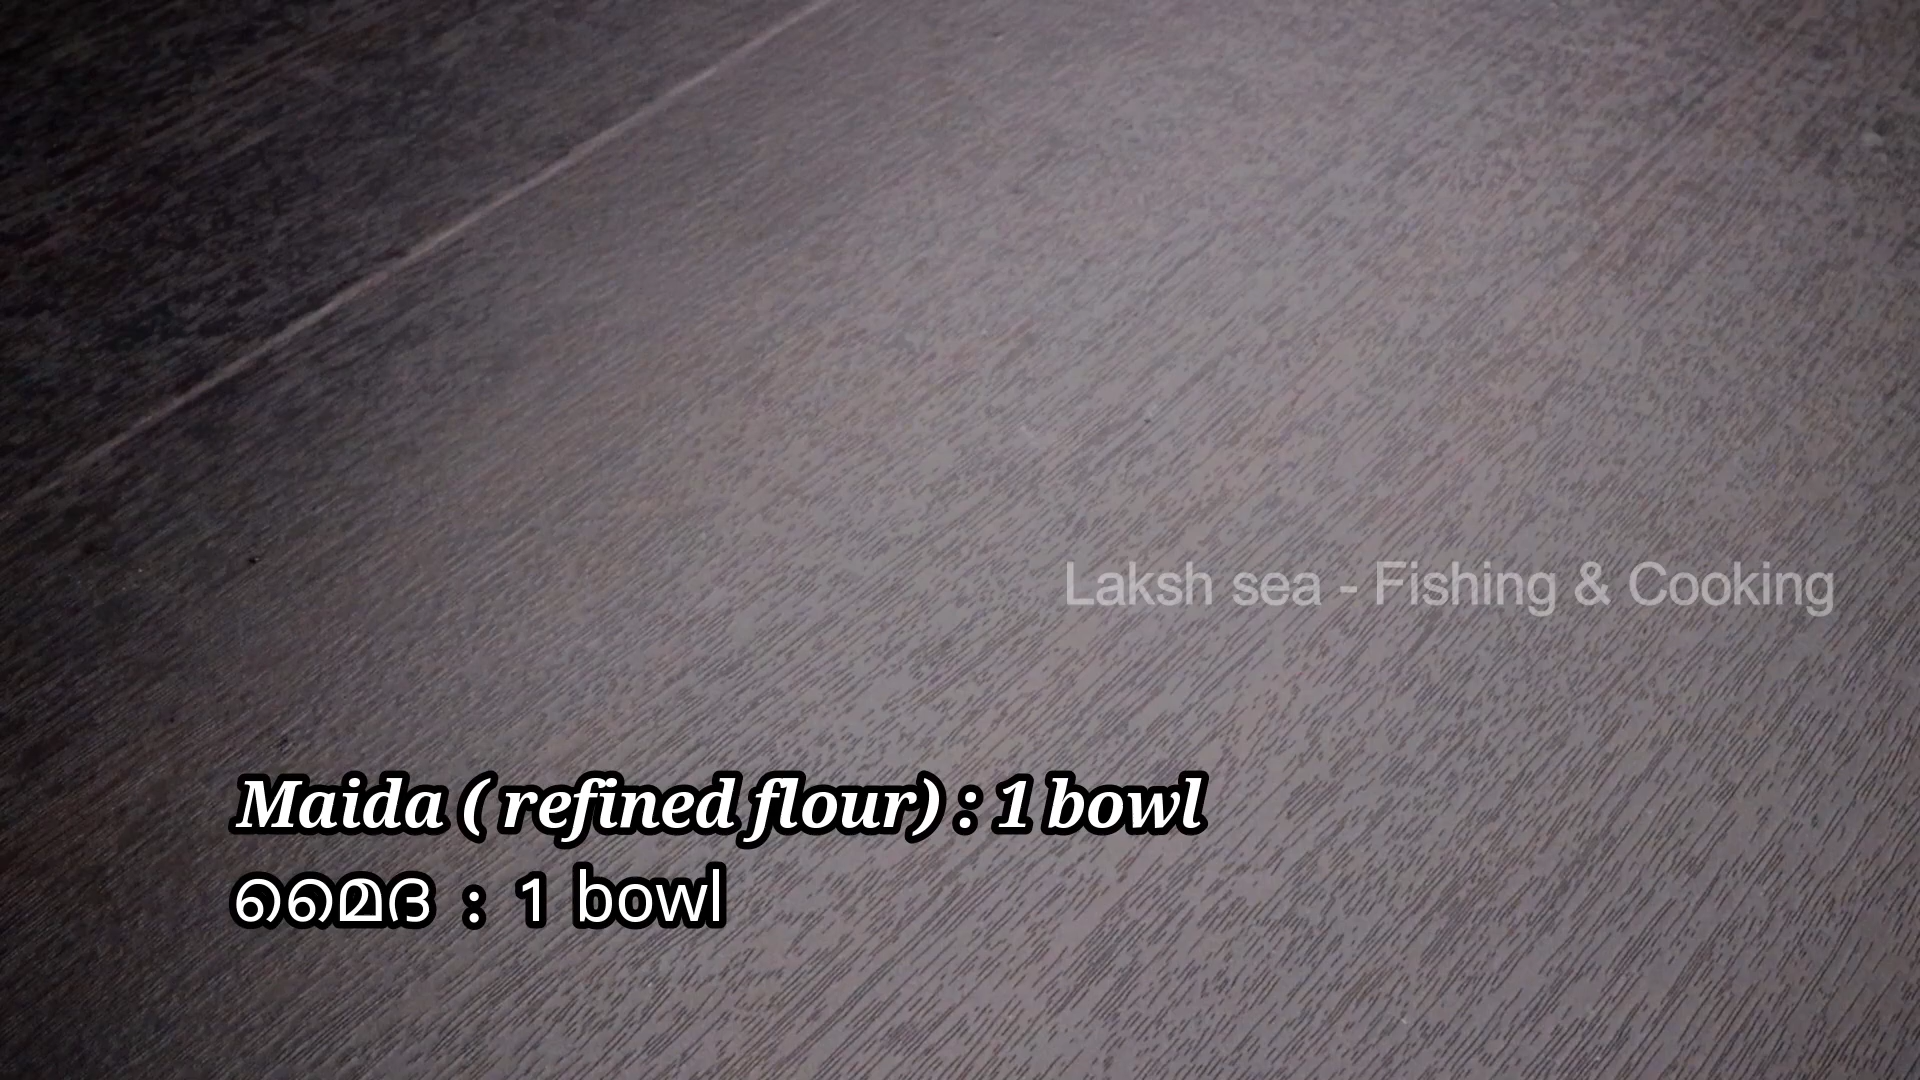 Laksh sea - Fishing & Cooking
Maida ( refined flour) : 1 bowl
മൈദ : 1 bowl